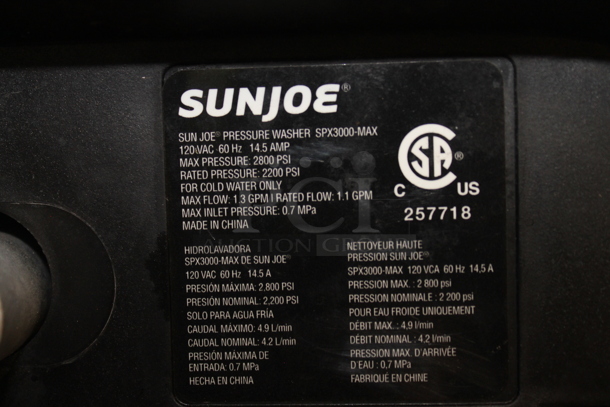 SUNJOE®
SUN JOE® PRESSURE WASHER SPX3000-MAX
120VAC 60 Hz 14.5 AMP
MAX PRESSURE: 2800 PSI
RATED PRESSURE: 2200 PSI
FOR COLD WATER ONLY
MAX FLOW: 1.3 GPM I RATED FLOW: 1.1 GPM
MAX INLET PRESSURE: 0.7 MPa
MADE IN CHINA
CSA®
C US
257718
HIDROLAVADORA
SPX3000-MAX DE SUN JOE®
120 VAC 60 Hz 14.5 A
PRESIÓN MÁXIMA: 2.800 PSI
PRESIÓN NOMINAL: 2,200 PSI
SOLO PARA AGUA FRÍA
CAUDAL MÁXIMO: 4.9 l/min
CAUDAL NOMINAL: 4.2 L/min
PRESIÓN MÁXIMA DE
ENTRADA: 0.7 MPa
HECHA EN CHINA
NETTOYEUR HAUTE
PRESSION SUN JOE®
SPX3000-MAX 120 VCA 60 Hz 14,5 A
PRESSION MAX. : 2 800 psi
PRESSION NOMINALE : 2 200 psi
POUR EAU FROIDE UNIQUEMENT
DÉBIT MAX. : 4,9 l/min
DÉBIT NOMINAL : 4.2 l/min
PRESSION MAX. D'ARRIVÉE
D'EAU : 0,7 MPa
FABRIQUÉ EN CHINE